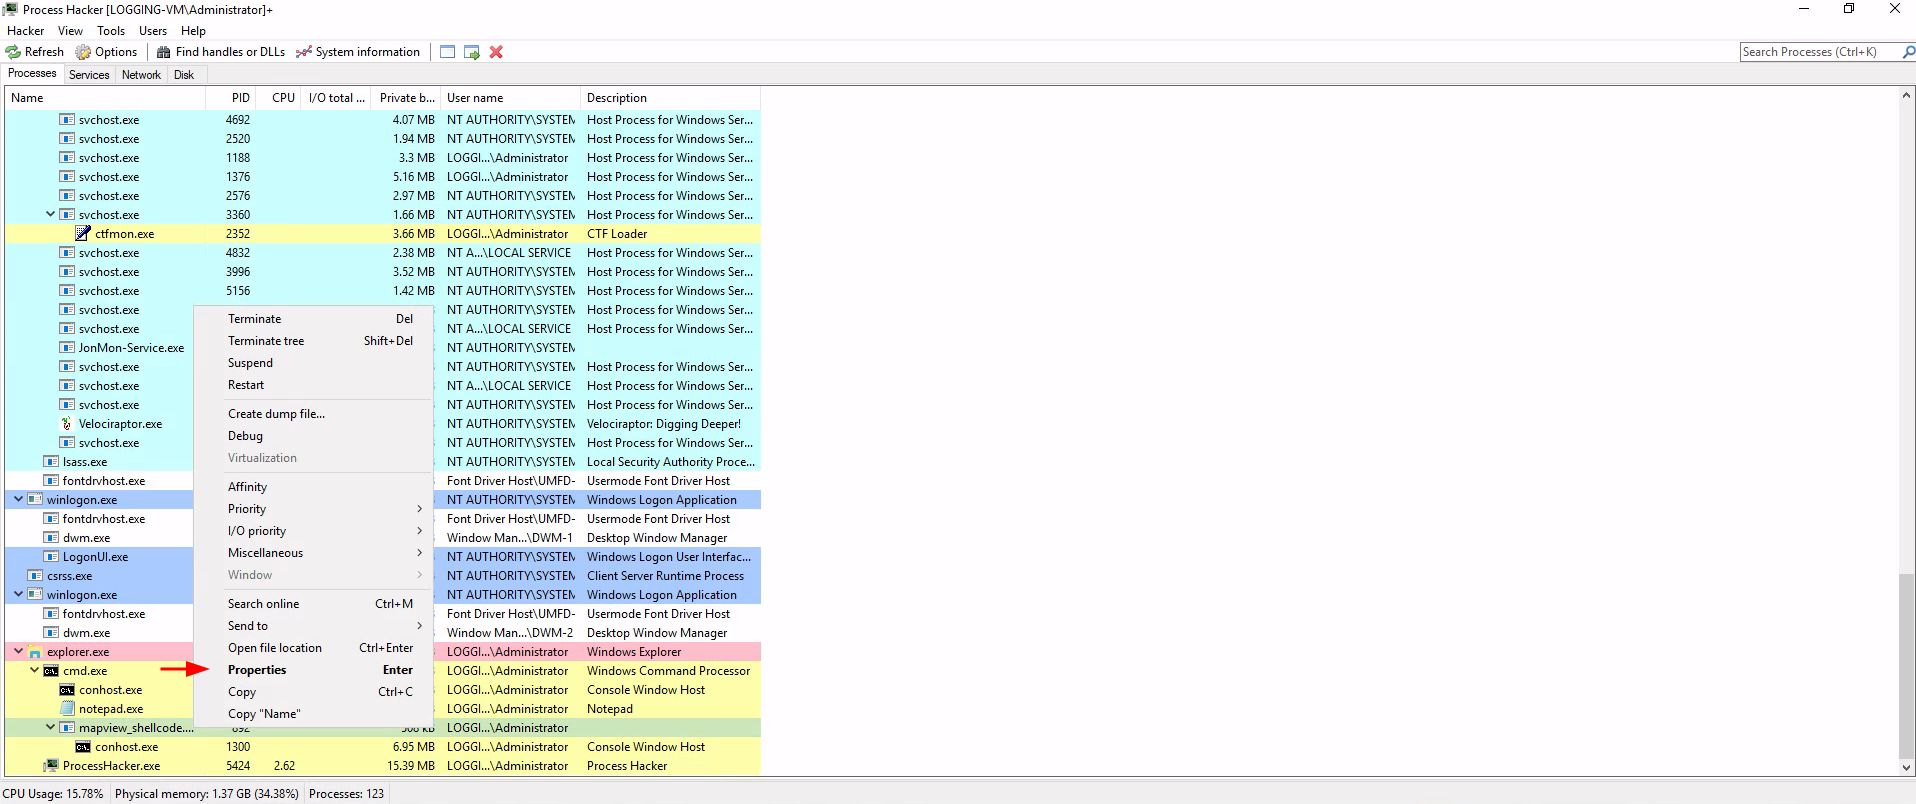 Process Hacker [LOGGING-VM\Administrator]+
Hacker View Tools Users Help
Refresh Options Find handles or DLLs System information Search Processes (Ctrl+K)
Processes Services Network Disk
Name PID CPU I/O total ... Private b... User name Description
svchost.exe 4692 4.07 MB NT AUTHORITY\SYSTEM Host Process for Windows Ser...
svchost.exe 2520 1.94 MB NT AUTHORITY\SYSTEM Host Process for Windows Ser...
svchost.exe 1188 3.3 MB LOGGI...\Administrator Host Process for Windows Ser...
svchost.exe 1376 5.16 MB LOGGI...\Administrator Host Process for Windows Ser...
svchost.exe 2576 2.97 MB NT AUTHORITY\SYSTEM Host Process for Windows Ser...
svchost.exe 3360 1.66 MB NT AUTHORITY\SYSTEM Host Process for Windows Ser...
ctfmon.exe 2352 3.66 MB LOGGI...\Administrator CTF Loader
svchost.exe 4832 2.38 MB NT A...\LOCAL SERVICE Host Process for Windows Ser...
svchost.exe 3996 3.52 MB NT AUTHORITY\SYSTEM Host Process for Windows Ser...
svchost.exe 5156 1.42 MB NT AUTHORITY\SYSTEM Host Process for Windows Ser...
svchost.exe NT AUTHORITY\SYSTEM Host Process for Windows Ser...
svchost.exe NT A...\LOCAL SERVICE Host Process for Windows Ser...
JonMon-Service.exe NT AUTHORITY\SYSTEM
svchost.exe NT AUTHORITY\SYSTEM Host Process for Windows Ser...
svchost.exe NT A...\LOCAL SERVICE Host Process for Windows Ser...
svchost.exe NT AUTHORITY\SYSTEM Host Process for Windows Ser...
Velociraptor.exe NT AUTHORITY\SYSTEM Velociraptor: Digging Deeper!
svchost.exe NT AUTHORITY\SYSTEM Host Process for Windows Ser...
lsass.exe NT AUTHORITY\SYSTEM Local Security Authority Proce...
fontdrvhost.exe Font Driver Host\UMFD- Usermode Font Driver Host
winlogon.exe NT AUTHORITY\SYSTEM Windows Logon Application
fontdrvhost.exe Font Driver Host\UMFD- Usermode Font Driver Host
dwm.exe Window Man...\DWM-1 Desktop Window Manager
LogonUI.exe NT AUTHORITY\SYSTEM Windows Logon User Interfac...
csrss.exe NT AUTHORITY\SYSTEM Client Server Runtime Process
winlogon.exe NT AUTHORITY\SYSTEM Windows Logon Application
fontdrvhost.exe Font Driver Host\UMFD- Usermode Font Driver Host
dwm.exe Window Man...\DWM-2 Desktop Window Manager
explorer.exe LOGGI...\Administrator Windows Explorer
cmd.exe LOGGI...\Administrator Windows Command Processor
conhost.exe LOGGI...\Administrator Console Window Host
notepad.exe LOGGI...\Administrator Notepad
mapview_shellcode.... LOGGI...\Administrator
conhost.exe 1300 6.95 MB LOGGI...\Administrator Console Window Host
ProcessHacker.exe 5424 2.62 15.39 MB LOGGI...\Administrator Process Hacker
Terminate Del
Terminate tree Shift+Del
Suspend
Restart
Create dump file...
Debug
Virtualization
Affinity
Priority
I/O priority
Miscellaneous
Window
Search online Ctrl+M
Send to
Open file location Ctrl+Enter
Properties Enter
Copy Ctrl+C
Copy "Name"
CPU Usage: 15.78% Physical memory: 1.37 GB (34.38%) Processes: 123